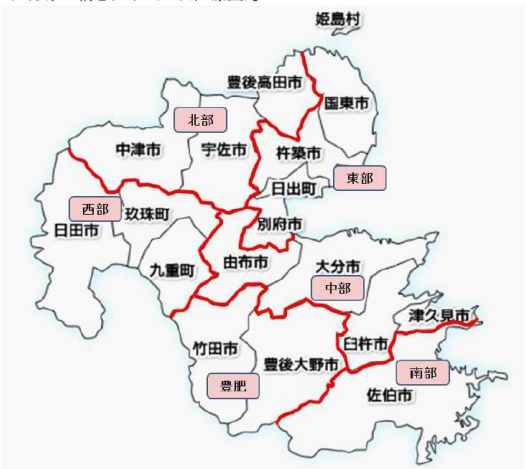 姫島村
豊後高田市
国東市
北部
中津市
宇佐市
杵築市
東部
日出町
西部
玖珠町
別府市
日田市
九重町
由布市
大分市
中部
津久見市
臼杵市
竹田市
豊後大野市
南部
豊肥
佐伯市